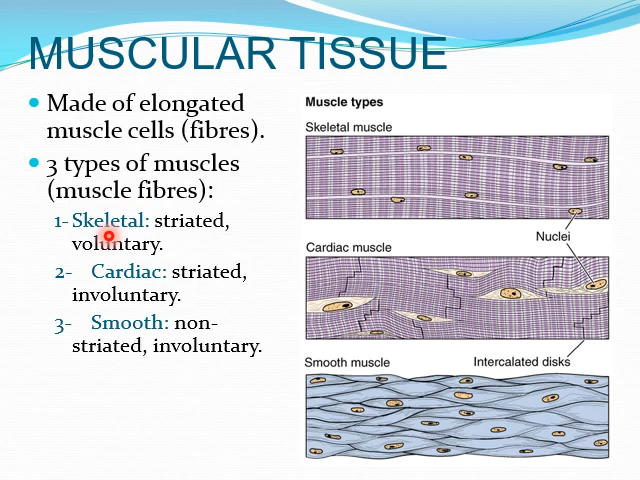 MUSCULAR TISSUE
Made of elongated
muscle cells (fibres).
3 types of muscles
(muscle fibres):
1- Skeletal: striated,
voluntary.
2- Cardiac: striated,
involuntary.
3- Smooth: non-
striated, involuntary.
Muscle types
Skeletal muscle
Nuclei
Cardiac muscle
Smooth muscle
Intercalated disks